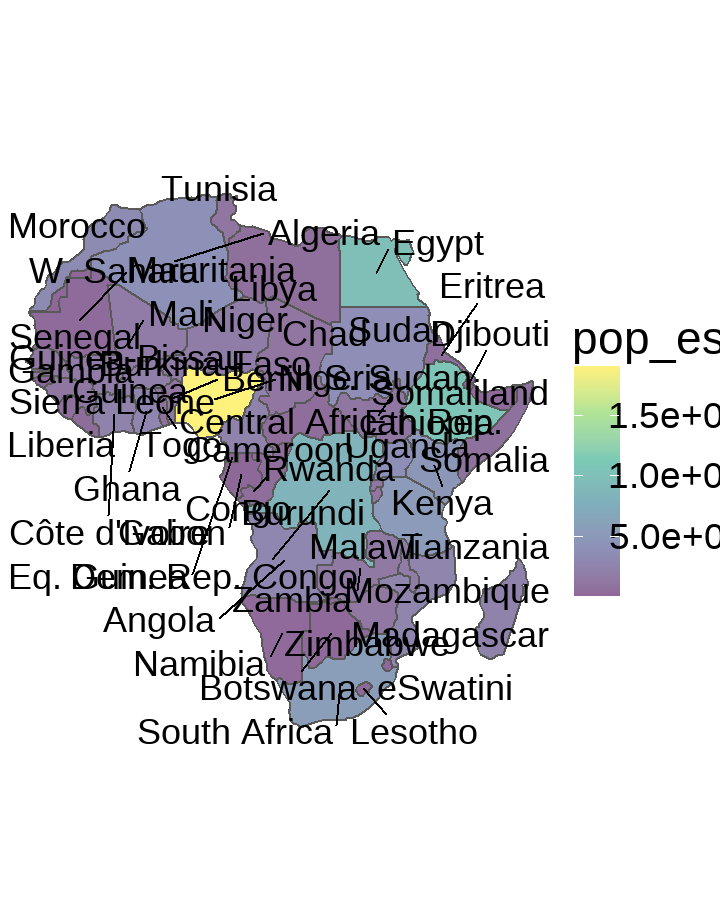 Tunisia
Morocco
Algeria
Egypt
W. Sahara
Mauritania
Libya
Eritrea
Mali
Niger
Chad
Sudan
Djibouti
pop_es
Senegal
Guinea-Bissau
Burkina Faso
Gambia
Benin
Nigeria
S. Sudan
Guinea
Somaliland
Sierra Leone
1.5e+0
Central African Rep.
Ethiopia
Liberia
Togo
Cameroon
Uganda
Somalia
Rwanda
1.0e+0
Ghana
Kenya
Congo
Burundi
Côte d'Ivoire
Gabon
5.0e+0
Malawi
Tanzania
Eq. Guinea
Dem. Rep. Congo
Zambia
Mozambique
Angola
Zimbabwe
Madagascar
Namibia
Botswana
eSwatini
South Africa
Lesotho